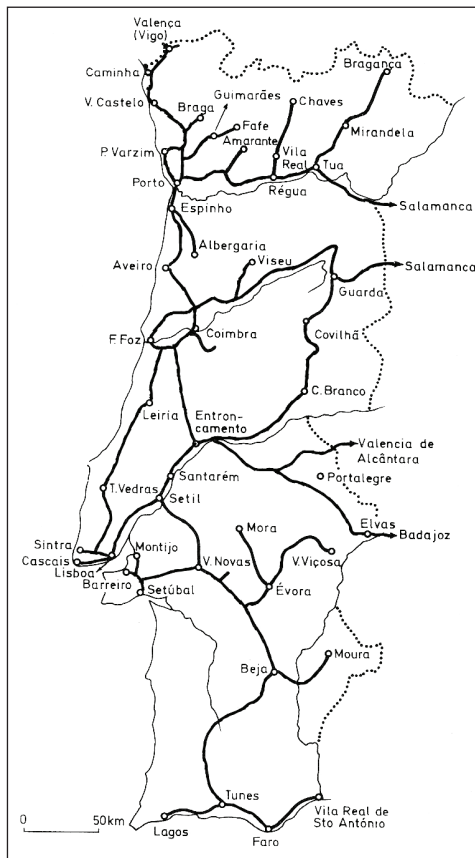 Valença
(Vigo)
Bragança
Caminha
Guimarães
V. Castelo
Braga
Fafe
Chaves
Amarante
Mirandela
P. Varzim
Vila
Real
Tua
Porto
Régua
Salamanca
Espinho
Albergaria
Viseu
Salamanca
Aveiro
Guarda
Coimbra
F. Foz
Covilhã
C. Branco
Leiria
Entron-
camento
Valencia de
Alcântara
Santarém
Portalegre
T. Vedras
Setil
Elvas
Mora
Badajoz
Sintra
Montijo
V. Viçosa
Cascais
V. Novas
Lisboa
Barreiro
Évora
Setúbal
Moura
Beja
Tunes
Vila Real de
Sto António
0 50km
Lagos
Faro